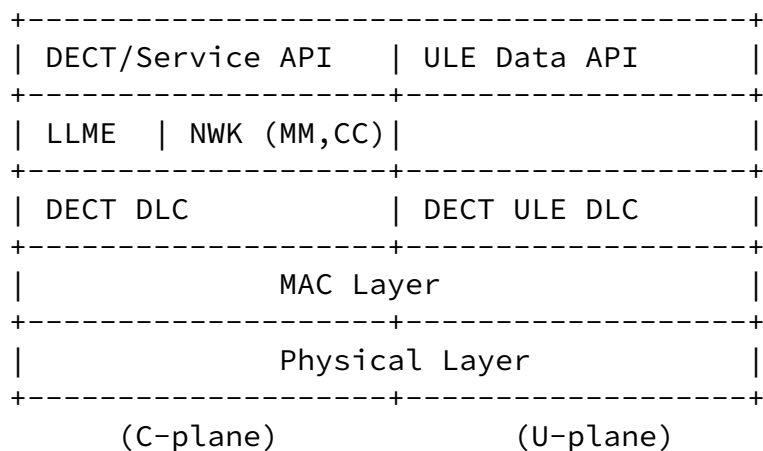 +---------------------------------------+
| DECT/Service API   | ULE Data API     |
+--------------------+------------------+
| LLME  | NWK (MM,CC)|                  |
+--------------------+------------------+
| DECT DLC           | DECT ULE DLC     |
+--------------------+------------------+
|             MAC Layer                 |
+--------------------+------------------+
|             Physical Layer            |
+--------------------+------------------+
(C-plane)             (U-plane)